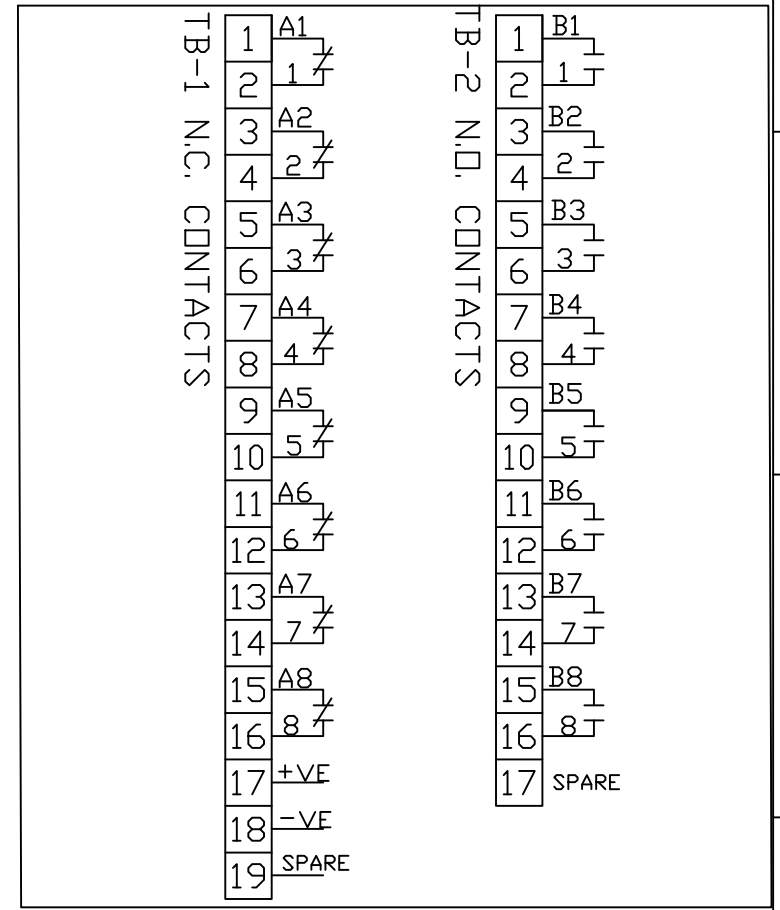 TB-1 N.C. CONTACTS
1 A1
2 1
3 A2
4 2
5 A3
6 3
7 A4
8 4
9 A5
10 5
11 A6
12 6
13 A7
14 7
15 A8
16 8
17 +VE
18 -VE
19 SPARE
TB-2 N.O. CONTACTS
1 B1
2 1
3 B2
4 2
5 B3
6 3
7 B4
8 4
9 B5
10 5
11 B6
12 6
13 B7
14 7
15 B8
16 8
17 SPARE